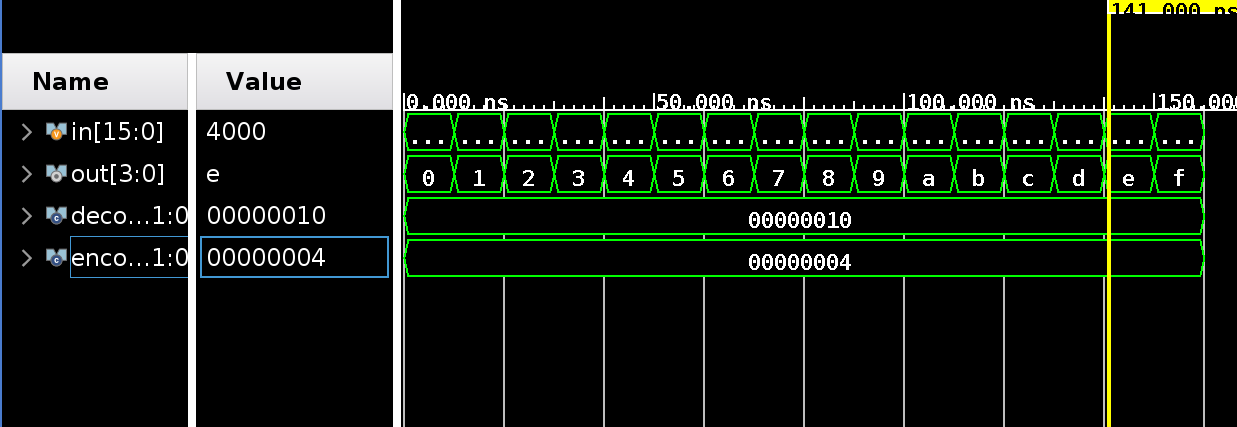 141.000 ns
Name Value
0.000 ns 50.000 ns 100.000 ns 150.000
in[15:0] 4000 ... ... ... ... ... ... ... ... ... ... ... ... ... ... ... ...
out[3:0] e 0 1 2 3 4 5 6 7 8 9 a b c d e f
deco...1:0 00000010 00000010
enco...1:0 00000004 00000004